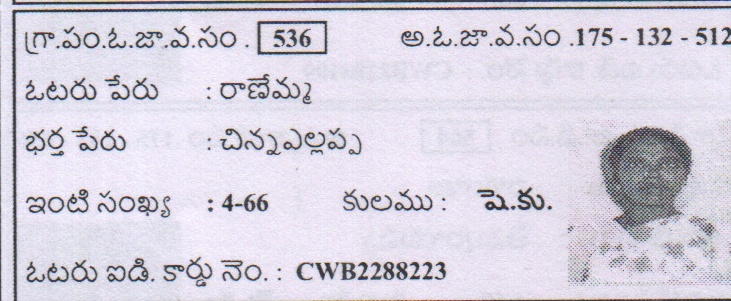 గ్రా.పం.ఓ.జా.వ.సం. 536 అ.ఓ.జా.వ.సం.175 - 132 - 512
ఓటరు పేరు : రాణేమ్మ
భర్త పేరు : చిన్నఎల్లప్ప
ఇంటి సంఖ్య : 4-66 కులము : షె.కు.
ఓటరు ఐడి. కార్డు నెం. : CWB2288223